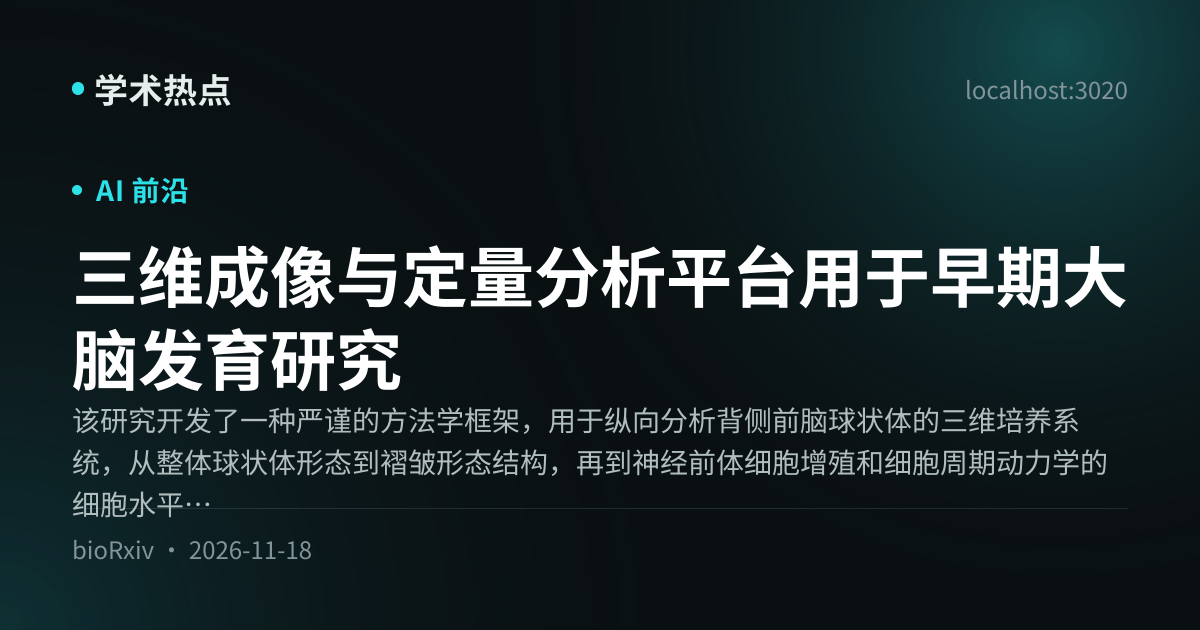 学术热点
localhost:3020
AI 前沿
三维成像与定量分析平台用于早期大
脑发育研究
该研究开发了一种严谨的方法学框架，用于纵向分析背侧前脑球状体的三维培养系
统，从整体球状体形态到褶皱形态结构，再到神经前体细胞增殖和细胞周期动力学的
细胞水平…
bioRxiv · 2026-11-18